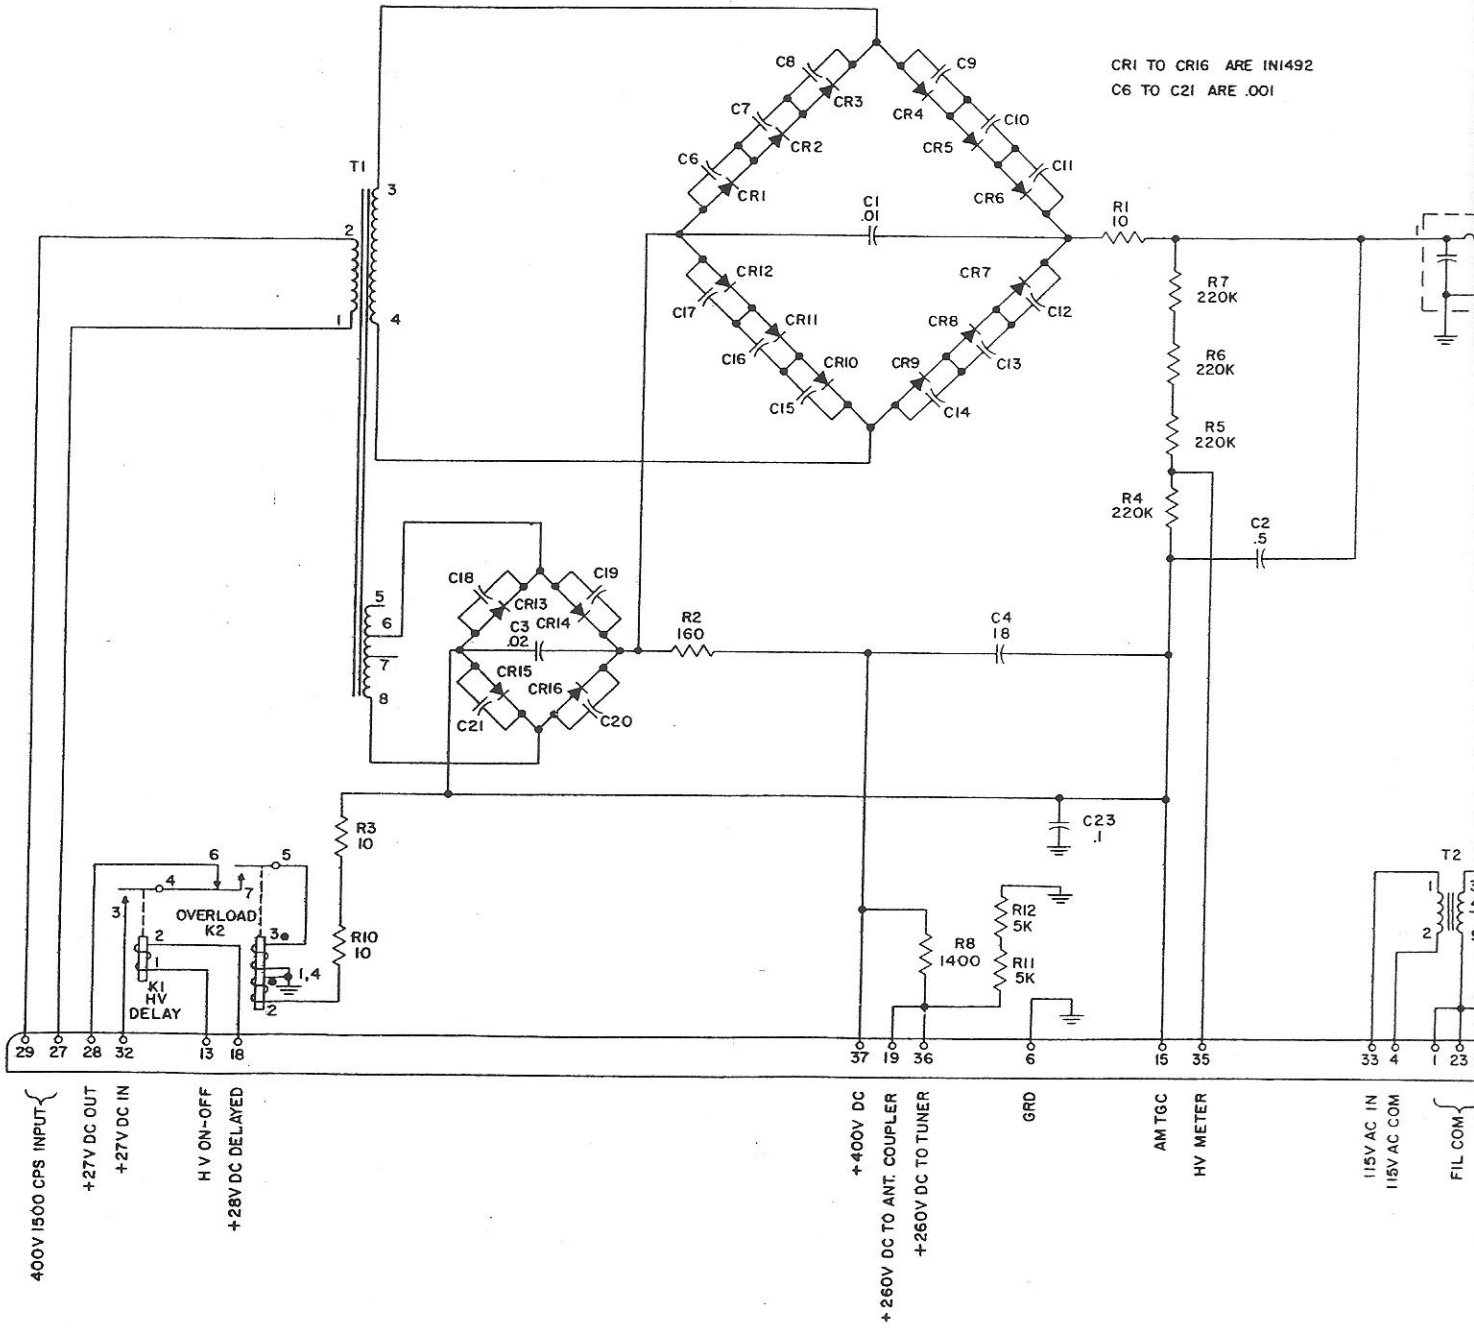 CR1 TO CR16 ARE IN1492
C6 TO C21 ARE .001
C8
C9
CR3
CR4
C7
C10
CR2
CR5
C6
C11
CR1
CR6
T1
3
2
1
4
C1
.01
R1
10
CR12
CR7
C17
C12
CR11
CR8
C16
C13
CR10
CR9
C15
C14
R7
220K
R6
220K
R5
220K
R4
220K
C2
.5
5
6
7
8
C18
C19
CR13
CR14
C3
.02
CR15
CR16
C21
C20
R2
160
C4
18
R3
10
C23
.1
6
5
4
7
3
OVERLOAD
K2
2
3
1
1,4
K1
HV
DELAY
2
R10
10
R12
5K
R8
1400
R11
5K
T2
1
2
3
29
27
28
32
13
18
37
19
36
6
15
35
33
4
1
23
400V 1500 CPS INPUT
+27V DC OUT
+27V DC IN
HV ON-OFF
+28V DC DELAYED
+400V DC
+260V DC TO ANT. COUPLER
+260V DC TO TUNER
GRD
AM TGC
HV METER
115V AC IN
115V AC COM
FIL COM